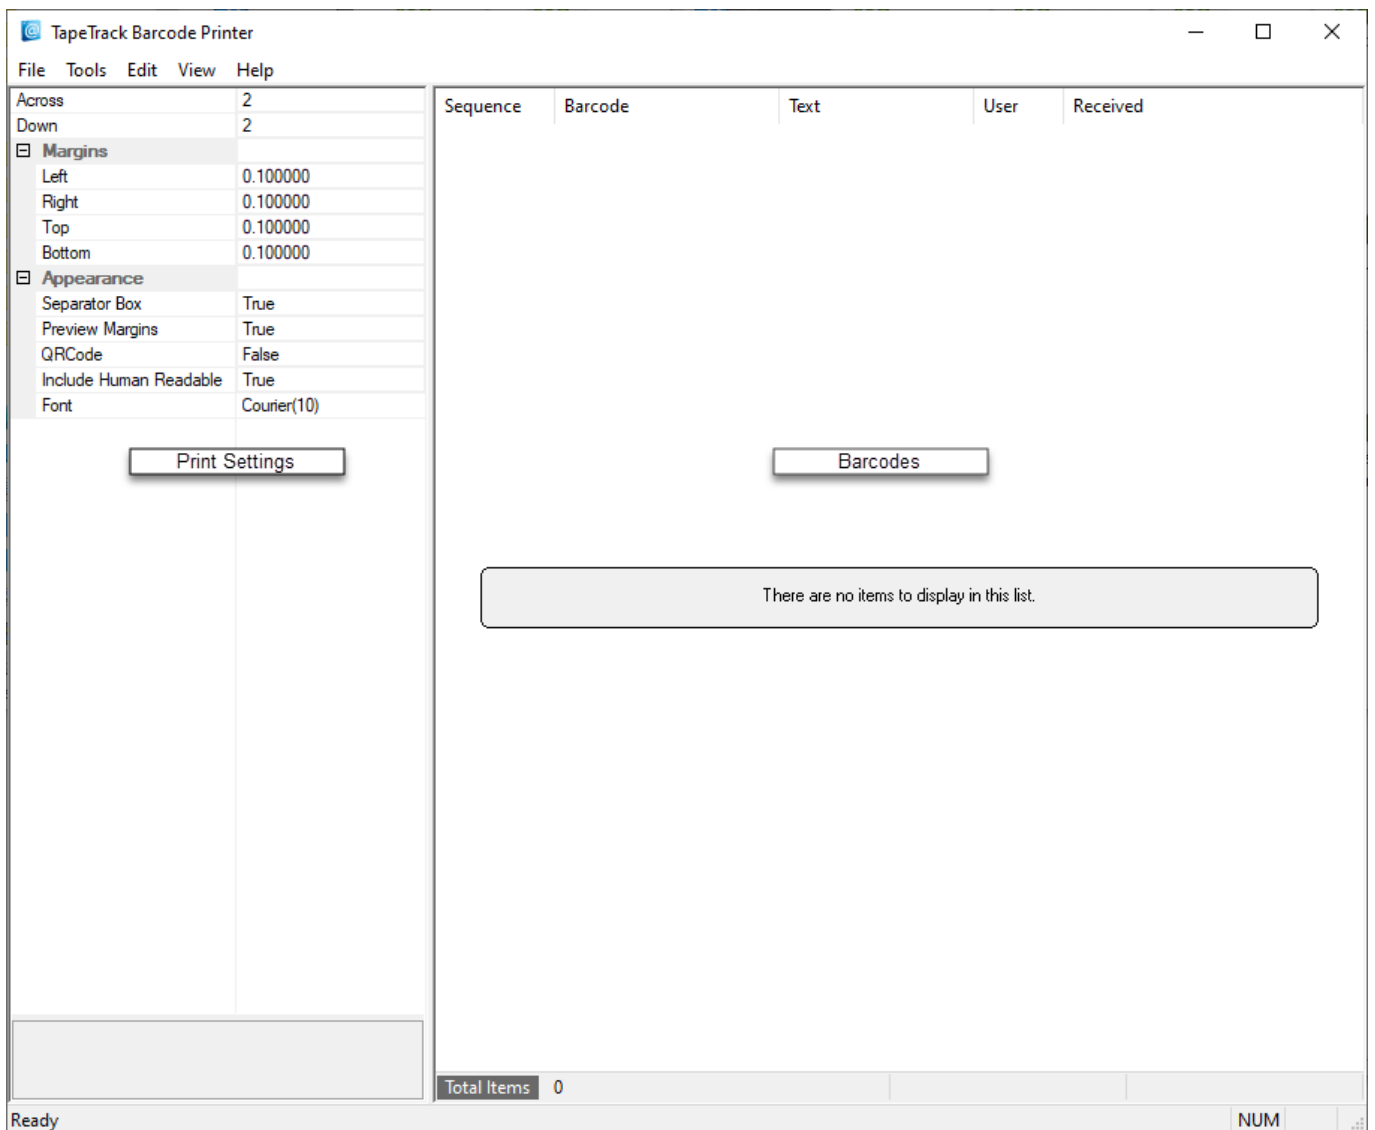 TapeTrack Barcode Printer
File Tools Edit View Help
Across 2
Down 2
Margins
Left 0.100000
Right 0.100000
Top 0.100000
Bottom 0.100000
Appearance
Separator Box True
Preview Margins True
QRCode False
Include Human Readable True
Font Courier(10)
Print Settings
Sequence Barcode Text User Received
Barcodes
There are no items to display in this list.
Total Items 0
Ready NUM